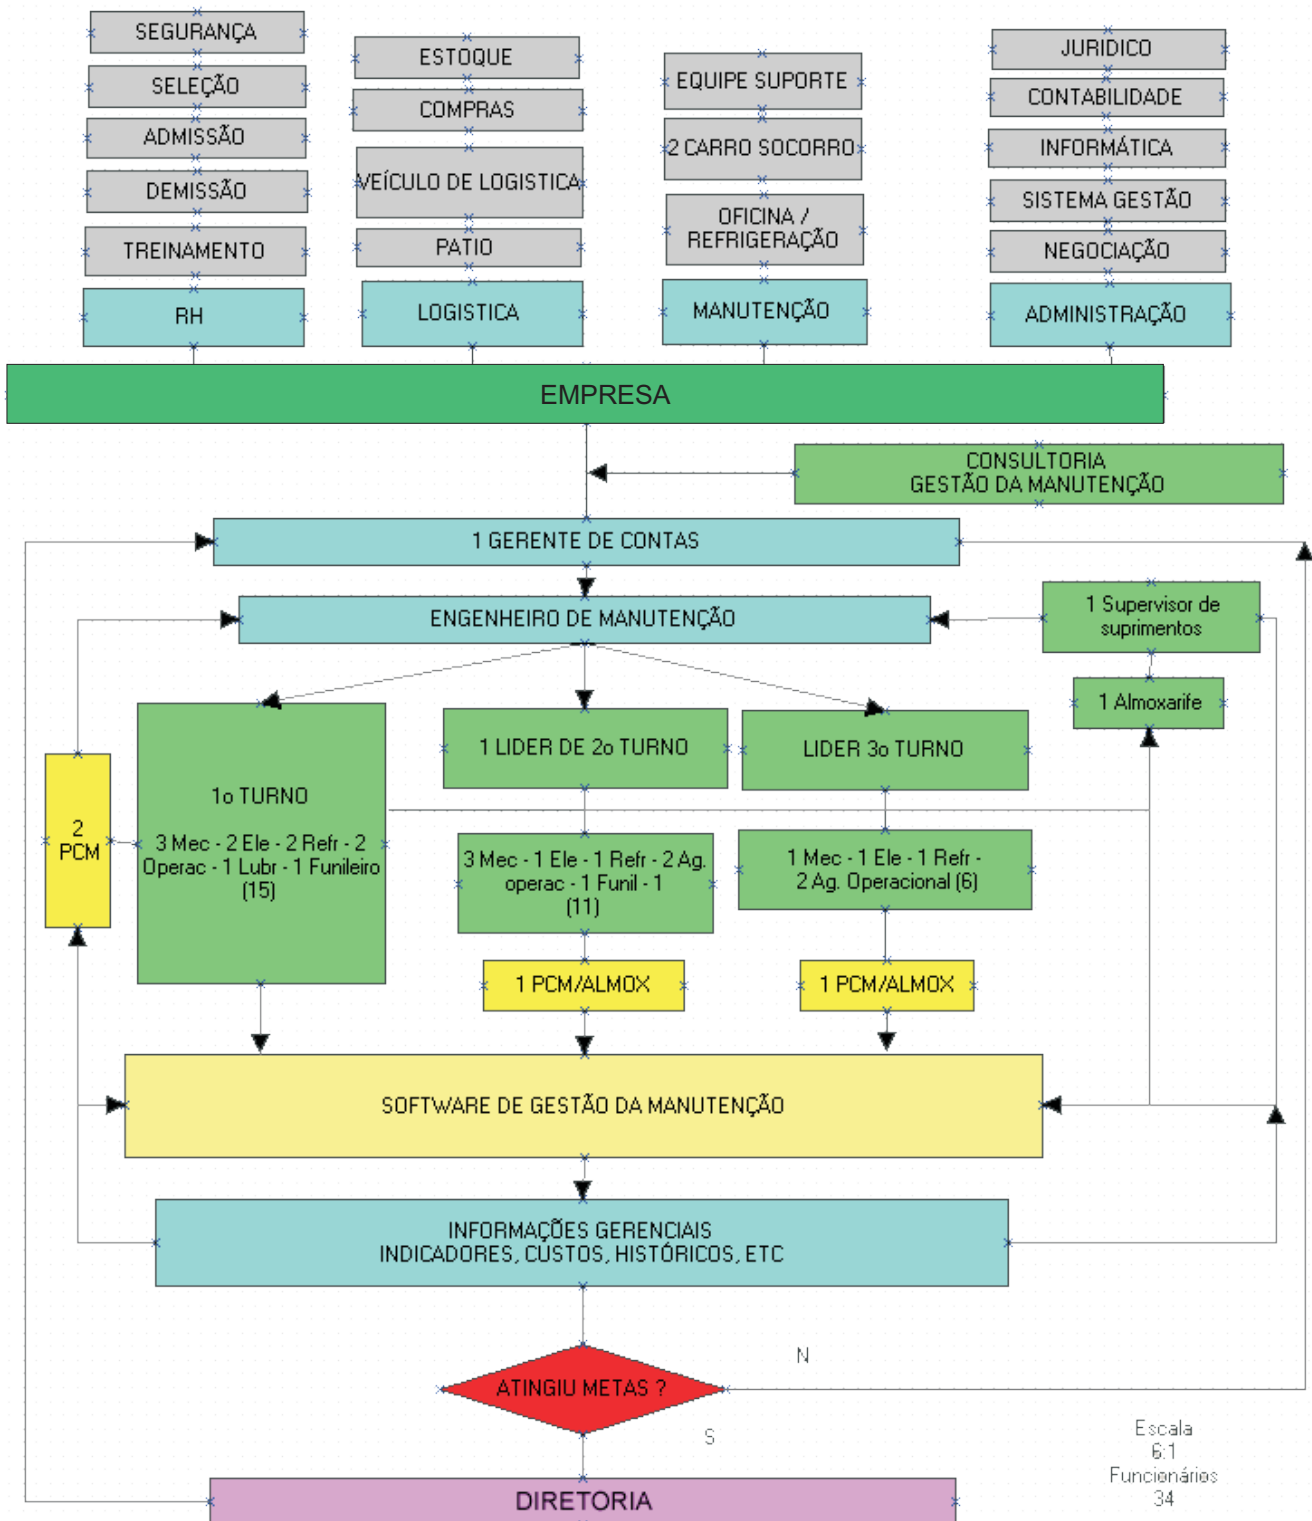 SEGURANÇA
SELEÇÃO
ADMISSÃO
DEMISSÃO
TREINAMENTO
RH
ESTOQUE
COMPRAS
VEÍCULO DE LOGISTICA
PATIO
LOGISTICA
EQUIPE SUPORTE
2 CARRO SOCORRO
OFICINA /
REFRIGERAÇÃO
MANUTENÇÃO
JURIDICO
CONTABILIDADE
INFORMÁTICA
SISTEMA GESTÃO
NEGOCIAÇÃO
ADMINISTRAÇÃO
EMPRESA
CONSULTORIA
GESTÃO DA MANUTENÇÃO
1 GERENTE DE CONTAS
ENGENHEIRO DE MANUTENÇÃO
1 Supervisor de
suprimentos
1 Almoxarife
2
PCM
1o TURNO
3 Mec - 2 Ele - 2 Refr - 2
Operac - 1 Lubr - 1 Funileiro
(15)
1 LIDER DE 2o TURNO
3 Mec - 1 Ele - 1 Refr - 2 Ag.
operac - 1 Funil - 1
(11)
1 PCM/ALMOX
LIDER 3o TURNO
1 Mec - 1 Ele - 1 Refr -
2 Ag. Operacional (6)
1 PCM/ALMOX
SOFTWARE DE GESTÃO DA MANUTENÇÃO
INFORMAÇÕES GERENCIAIS
INDICADORES, CUSTOS, HISTÓRICOS, ETC
ATINGIU METAS ?
N
S
Escala
6:1
Funcionários
34
DIRETORIA